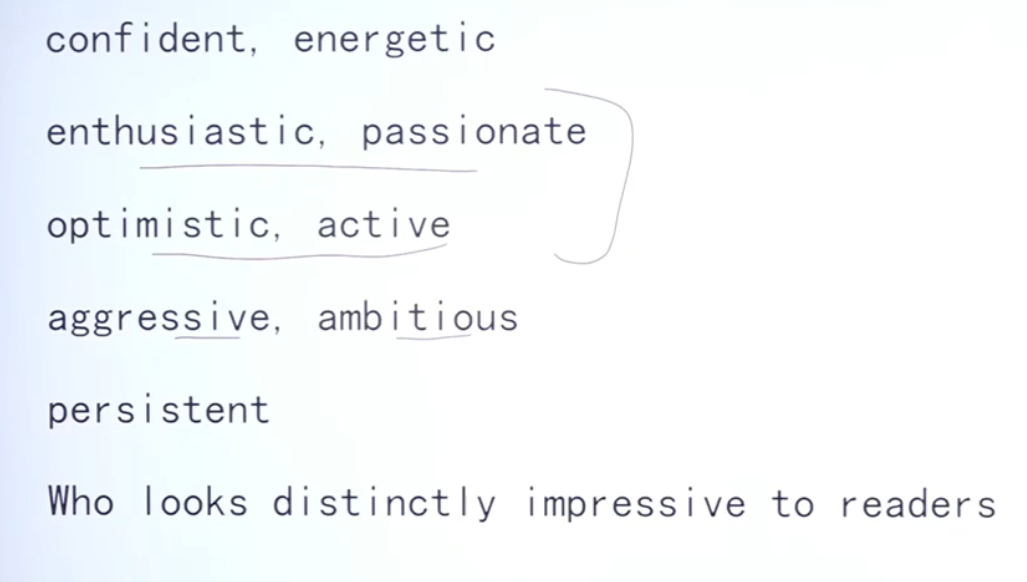 confident, energetic
enthusiastic, passionate
optimistic, active
aggressive, ambitious
persistent
Who looks distinctly impressive to readers